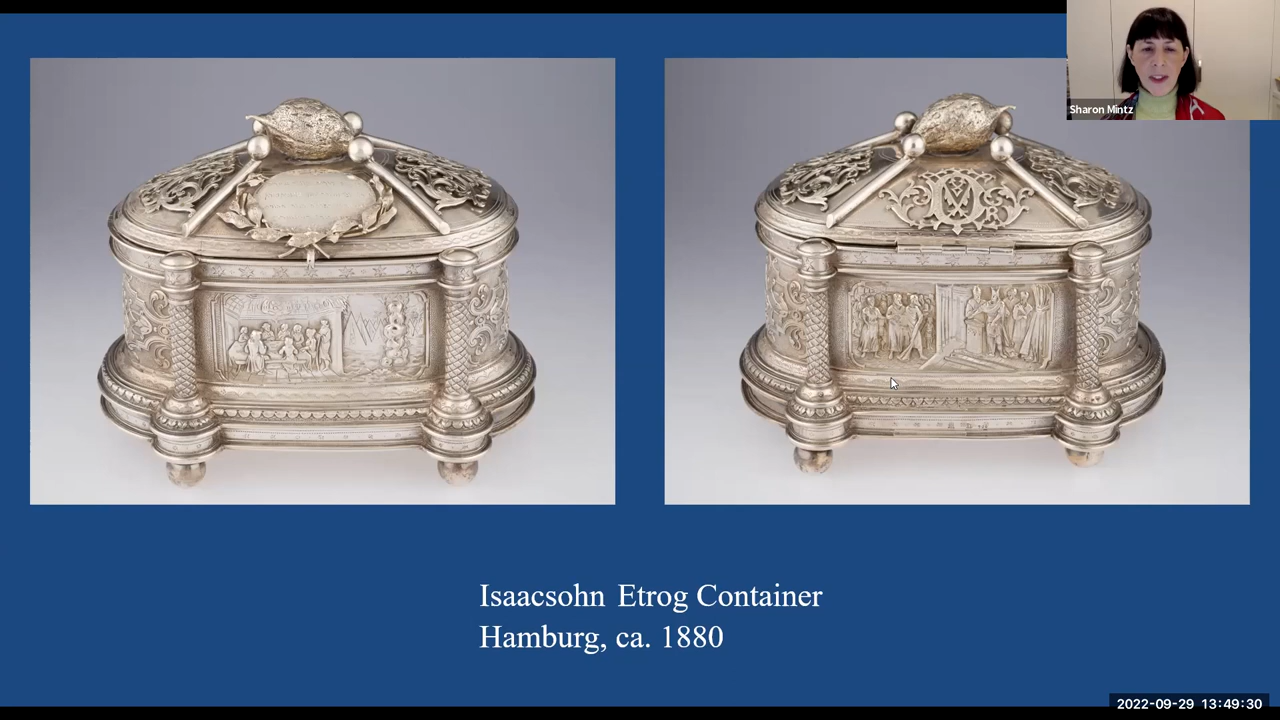 Sharon Mintz
Isaacsohn Etrog Container
Hamburg, ca. 1880
2022-09-29 13:49:30